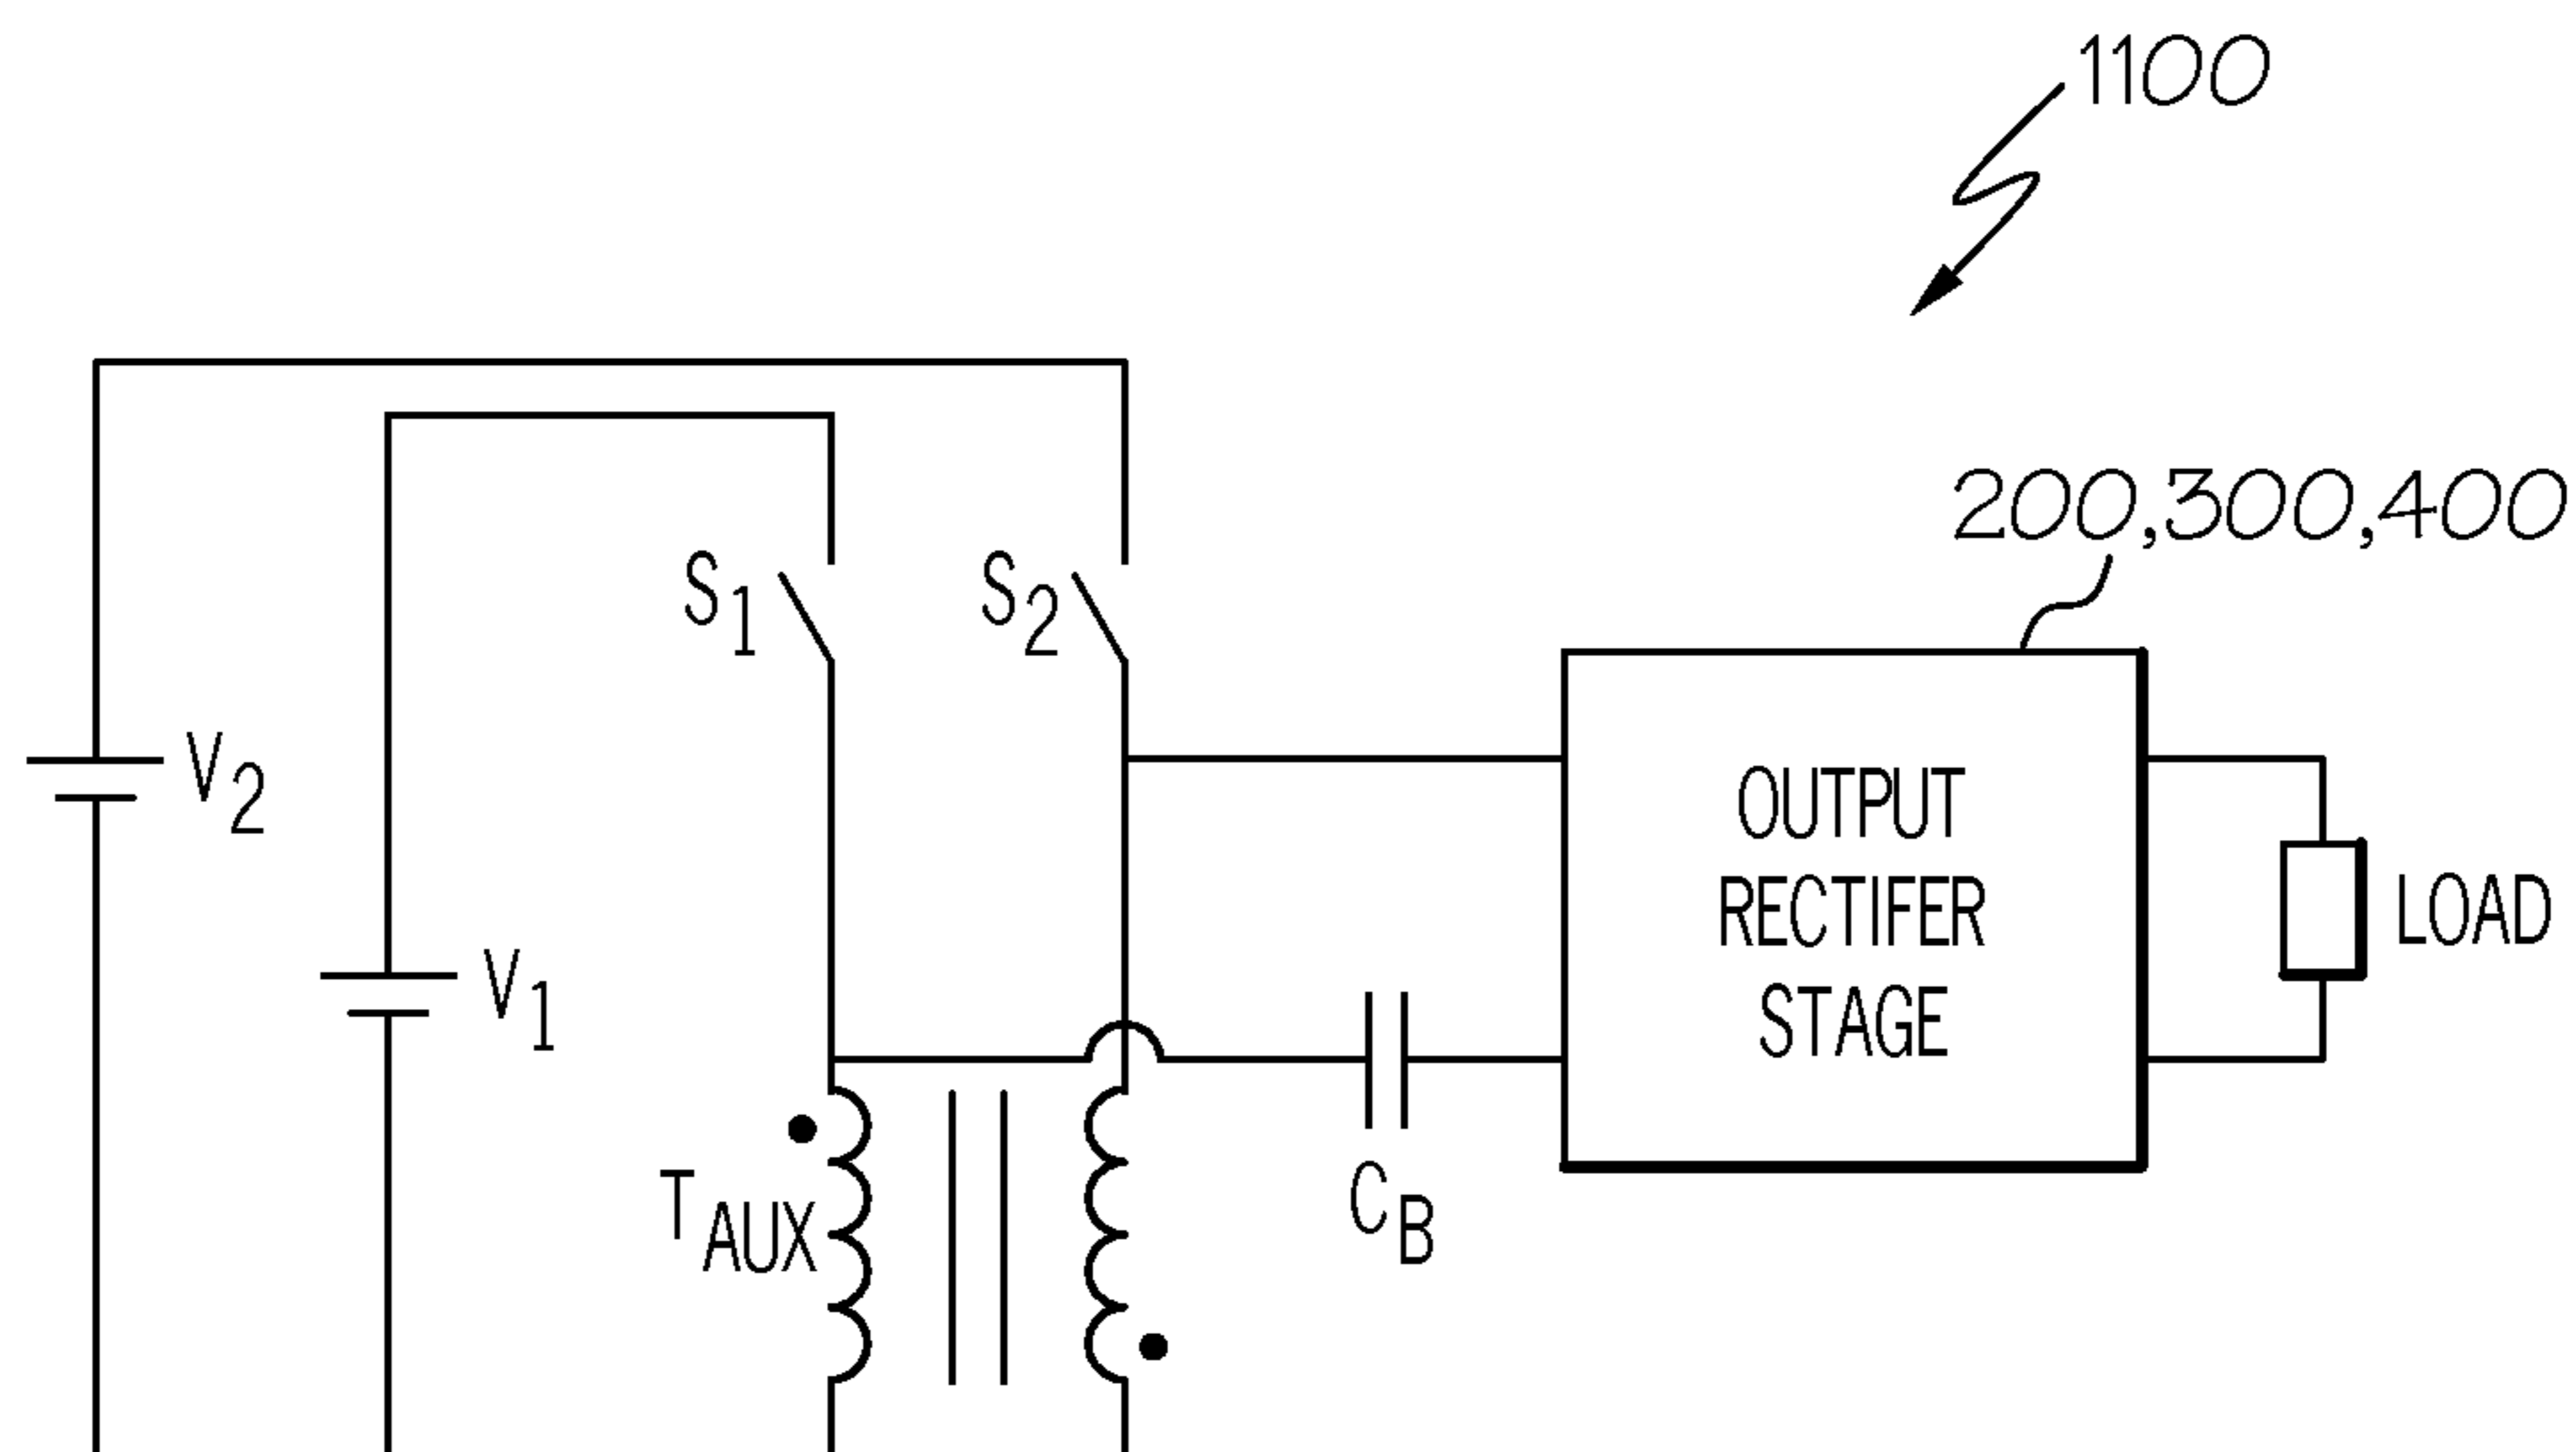 1100
200,300,400
S1
S2
V2
OUTPUT
RECTIFER
STAGE
LOAD
V1
TAUX
CB